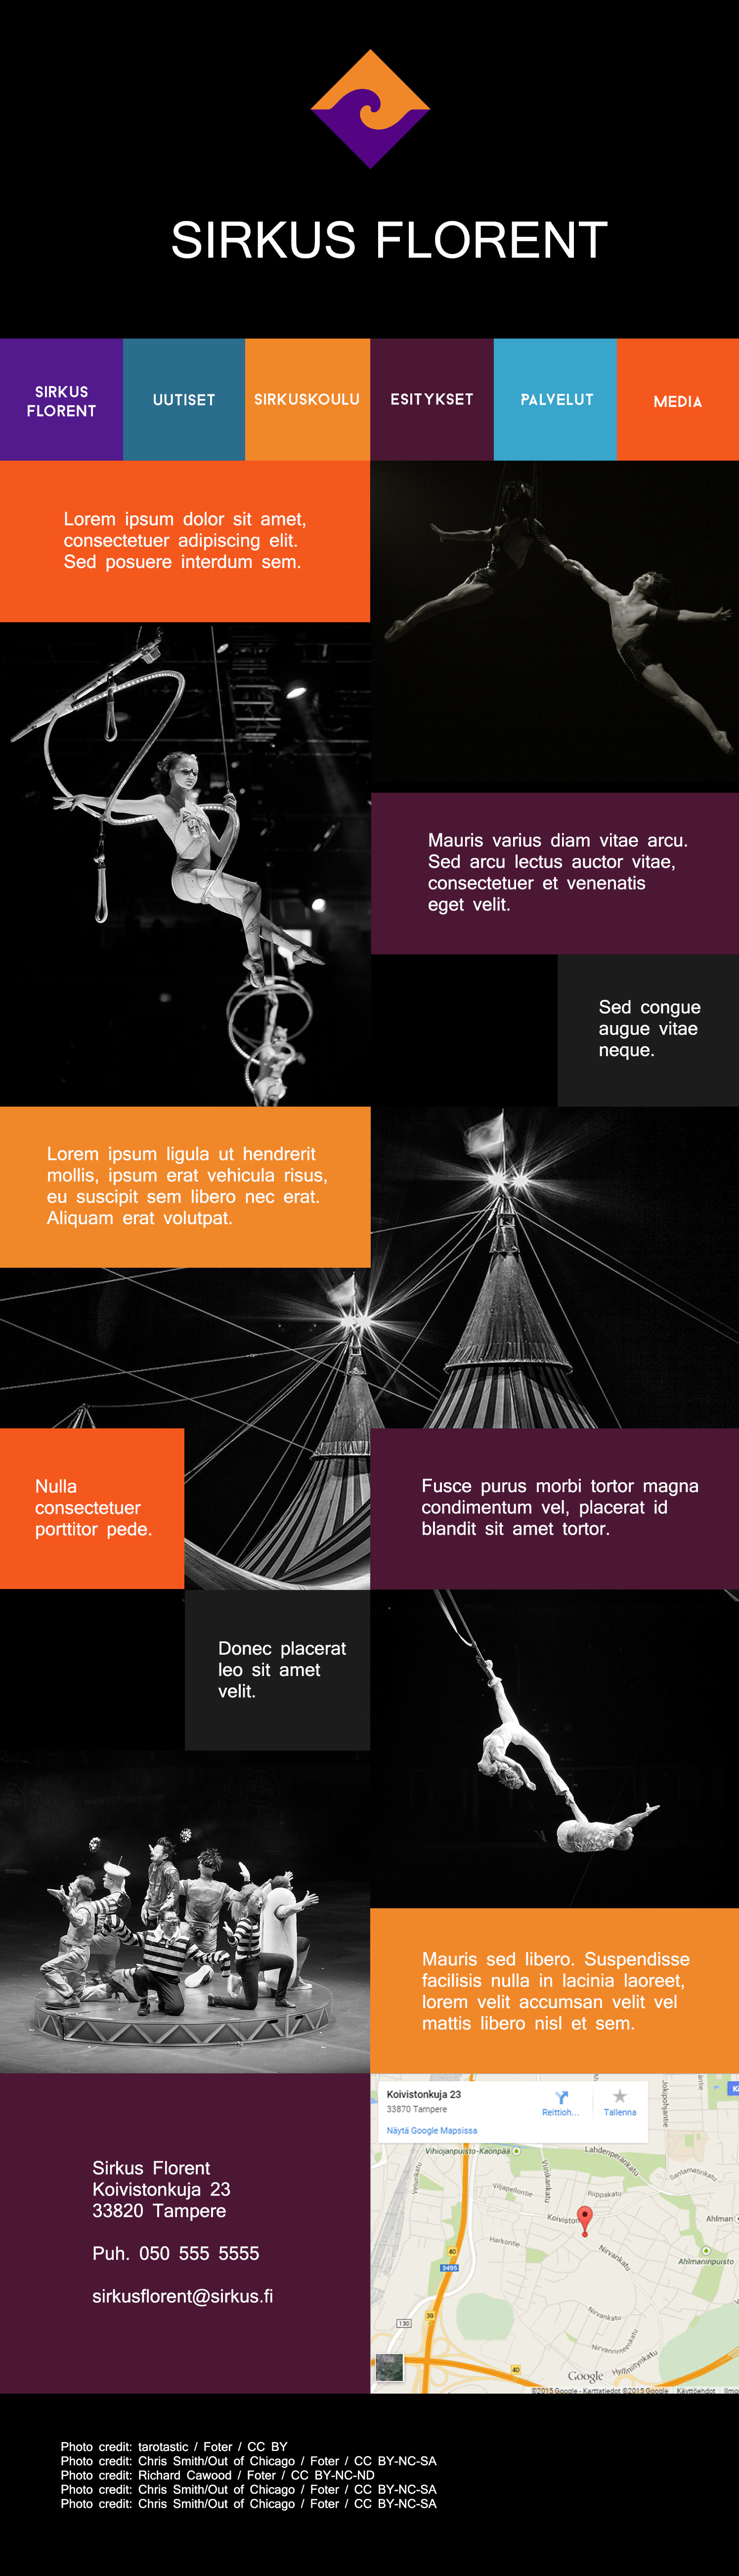 SIRKUS FLORENT
SIRKUS
FLORENT
UUTISET
SIRKUSKOULU
ESITYKSET
PALVELUT
MEDIA
Lorem ipsum dolor sit amet,
consectetuer adipiscing elit.
Sed posuere interdum sem.
Mauris varius diam vitae arcu.
Sed arcu lectus auctor vitae,
consectetuer et venenatis
eget velit.
Sed congue
augue vitae
neque.
Lorem ipsum ligula ut hendrerit
mollis, ipsum erat vehicula risus,
eu suscipit sem libero nec erat.
Aliquam erat volutpat.
Nulla
consectetuer
porttitor pede.
Fusce purus morbi tortor magna
condimentum vel, placerat id
blandit sit amet tortor.
Donec placerat
leo sit amet
velit.
Mauris sed libero. Suspendisse
facilisis nulla in lacinia laoreet,
lorem velit accumsan velit vel
mattis libero nisl et sem.
Sirkus Florent
Koivistonkuja 23
33820 Tampere
Puh. 050 555 5555
sirkusflorent@sirkus.fi
Koivistonkuja 23
33870 Tampere
Näytä Google Mapsissa
Reittioh...
Tallenna
Jokipohjantie
Vihiojanpuisto-Kaonpää
Lahdenperänkatu
Santamannkatu
Viinikankatu
Viljapellontie
Riippakatu
Koiviston
Ahlman
Harkontie
Nirvankatu
Ahlmaninpuisto
40
3495
39
130
Nirvankatu
Nirvanrinteenkatu
Hyllinuitynkatu
40
Google
©2015 Google - Karttatiedot ©2015 Google
Käyttöehdot
Ilmo
Photo credit: tarotastic / Foter / CC BY
Photo credit: Chris Smith/Out of Chicago / Foter / CC BY-NC-SA
Photo credit: Richard Cawood / Foter / CC BY-NC-ND
Photo credit: Chris Smith/Out of Chicago / Foter / CC BY-NC-SA
Photo credit: Chris Smith/Out of Chicago / Foter / CC BY-NC-SA